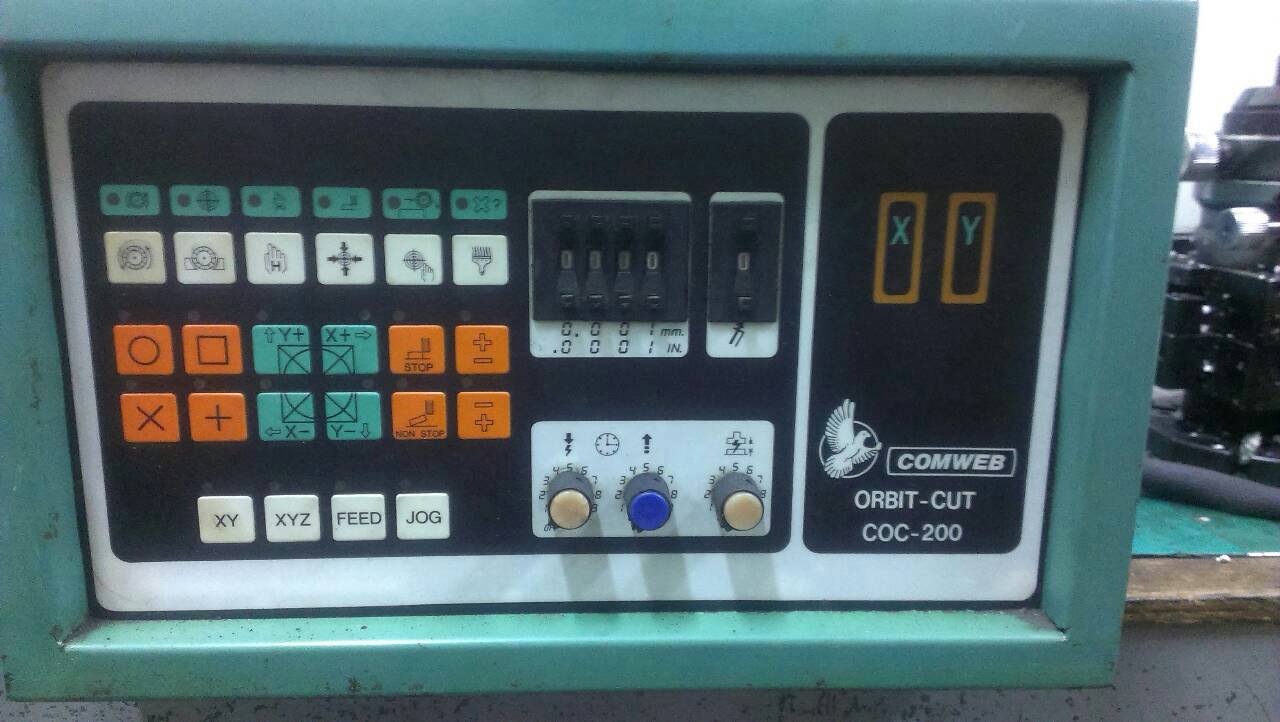 ?
H
0 0 0 0 0
0.001 mm.
.0001 IN.
Y+ X+
STOP
X- Y-
NON STOP
X Y
COMWEB
ORBIT-CUT
COC-200
XY XYZ FEED JOG